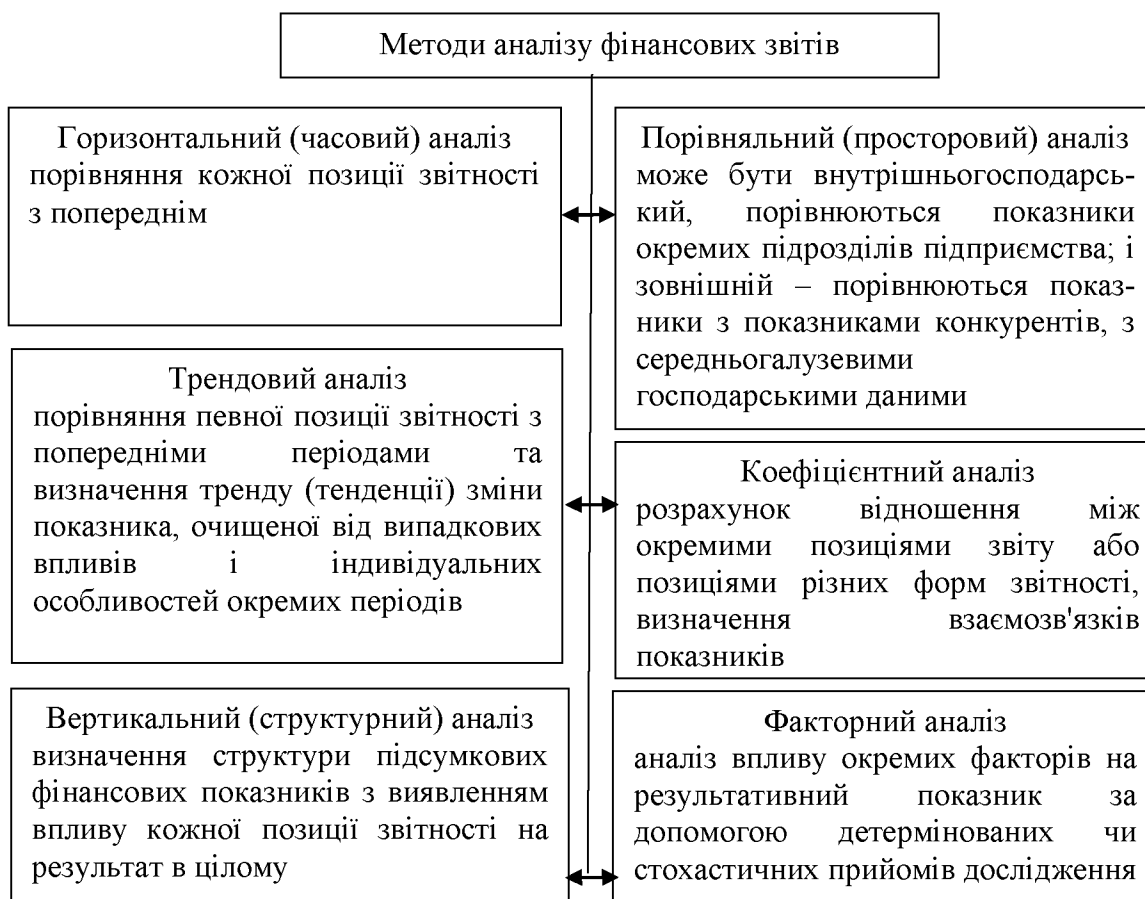 Методи аналізу фінансових звітів
Горизонтальний (часовий) аналіз
порівняння кожної позиції звітності
з попереднім
Трендовий аналіз
порівняння певної позиції звітності з
попередніми періодами та
визначення тренду (тенденції) зміни
показника, очищеної від випадкових
впливів і індивідуальних
особливостей окремих періодів
Вертикальний (структурний) аналіз
визначення структури підсумкових
фінансових показників з виявленням
впливу кожної позиції звітності на
результат в цілому
Порівняльний (просторовий) аналіз
може бути внутрішньогосподарсь-
кий, порівнюються показники
окремих підрозділів підприємства; і
зовнішній – порівнюються показ-
ники з показниками конкурентів, з
середньогалузевими
господарськими даними
Коефіцієнтний аналіз
розрахунок відношення між
окремими позиціями звіту або
позиціями різних форм звітності,
визначення взаємозв'язків
показників
Факторний аналіз
аналіз впливу окремих факторів на
результативний показник за
допомогою детермінованих чи
стохастичних прийомів дослідження